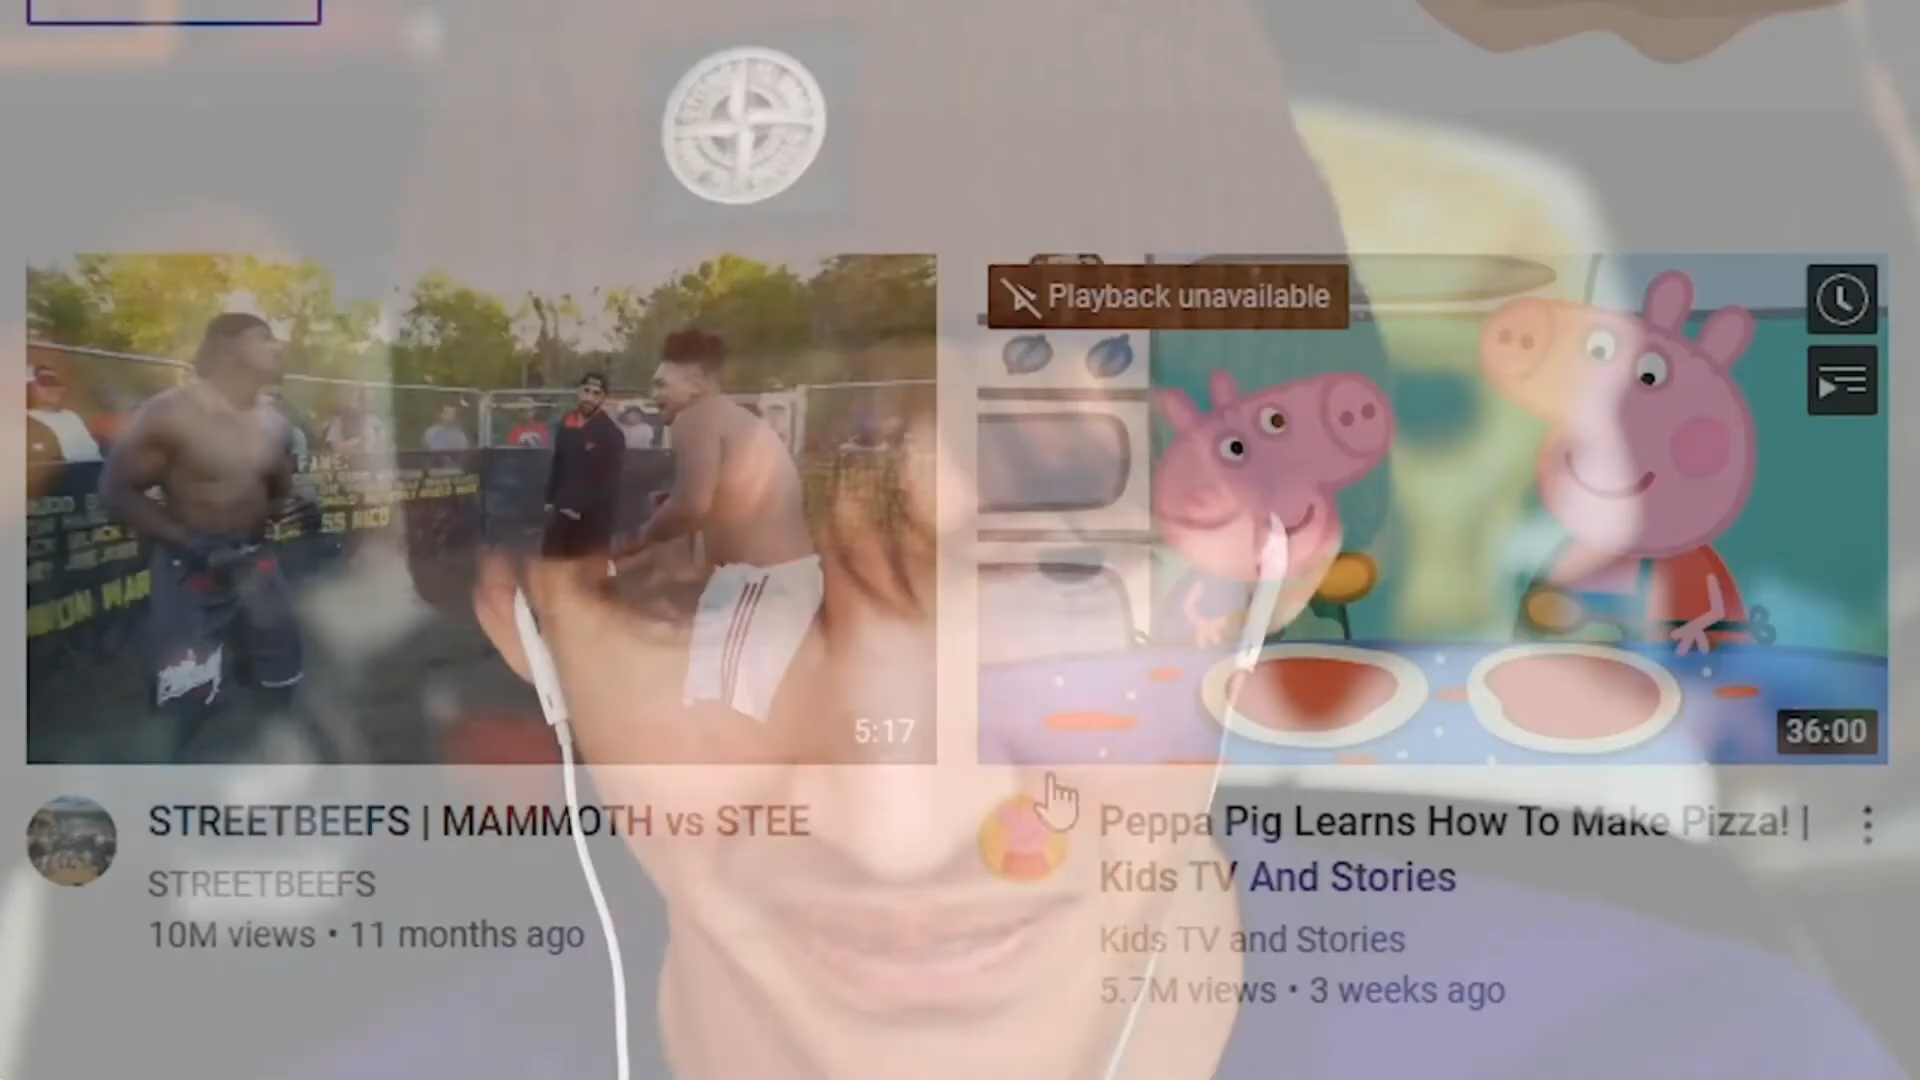 Playback unavailable
5:17
36:00
STREETBEEFS | MAMMOTH vs STEE
STREETBEEFS
10M views • 11 months ago
Peppa Pig Learns How To Make Pizza! |
Kids TV And Stories
Kids TV and Stories
5.7M views • 3 weeks ago